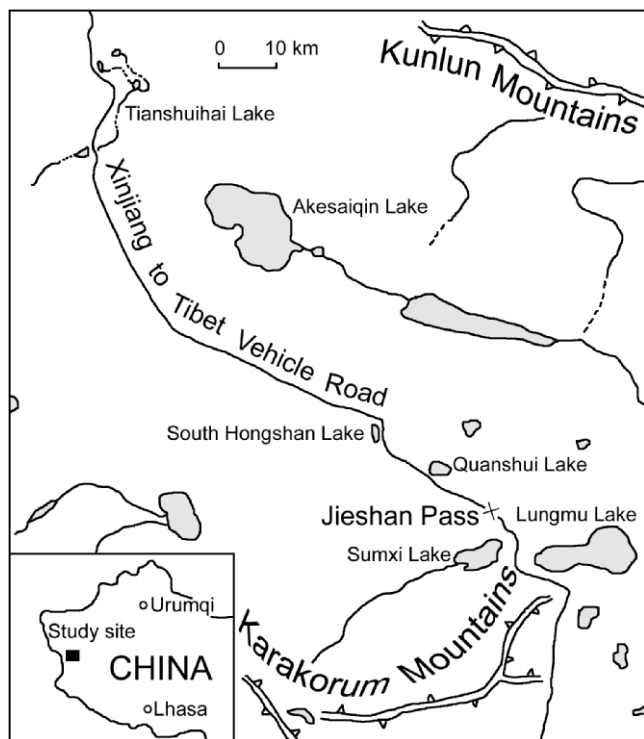 0 10 km
Kunlun Mountains
Tianshuihai Lake
Akesaiqin Lake
Xinjiang to Tibet Vehicle Road
South Hongshan Lake
Quanshui Lake
Jieshan Pass
Lungmu Lake
Sumxi Lake
Karakorum Mountains
Urumqi
Study site
CHINA
Lhasa